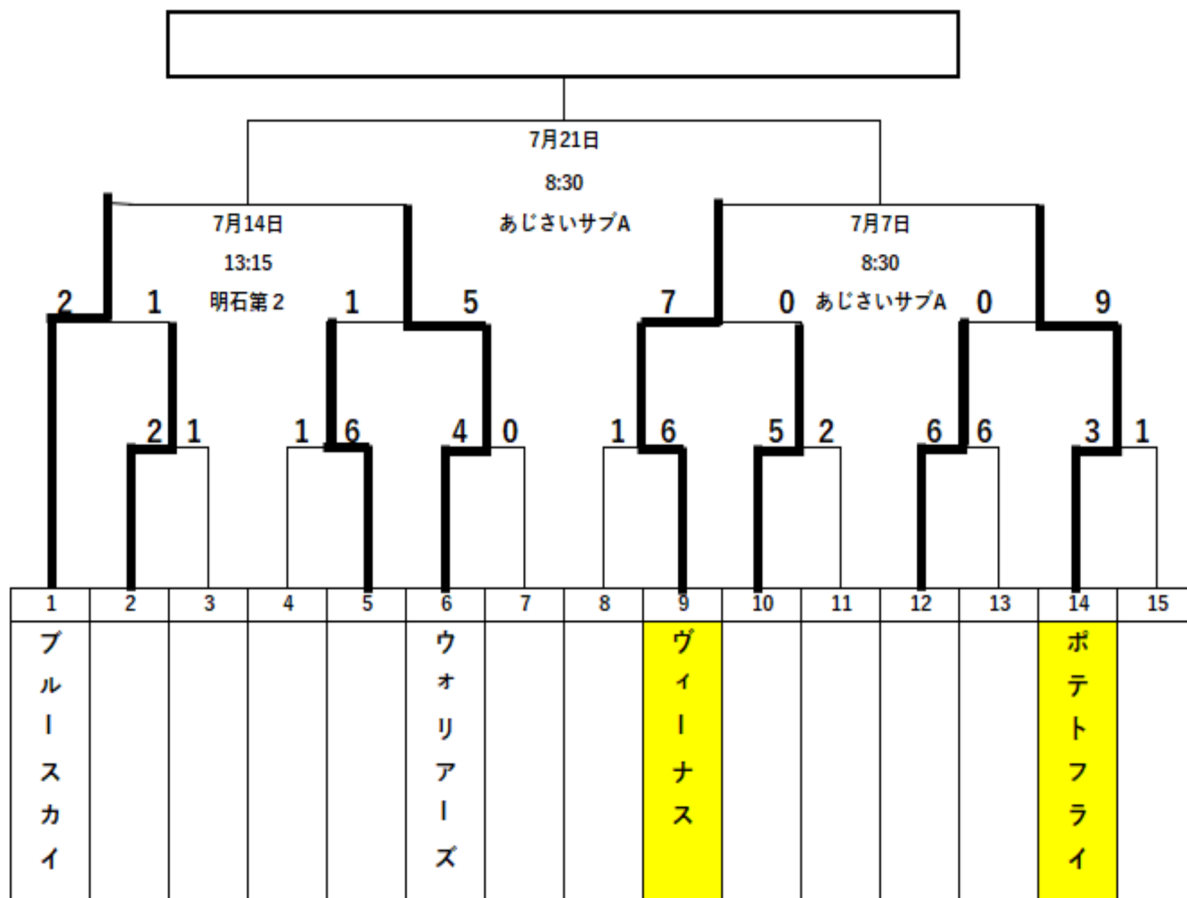 7月21日
8:30
あじさいサブA
7月14日
13:15
明石第２
7月7日
8:30
あじさいサブA
2 1 1 5 7 0 0 9
2 1 1 6 4 0 1 6 5 2 6 6 3 1
1 2 3 4 5 6 7 8 9 10 11 12 13 14 15
ブルースカイ
ウォリアーズ
ヴィーナス
ポテトフライ